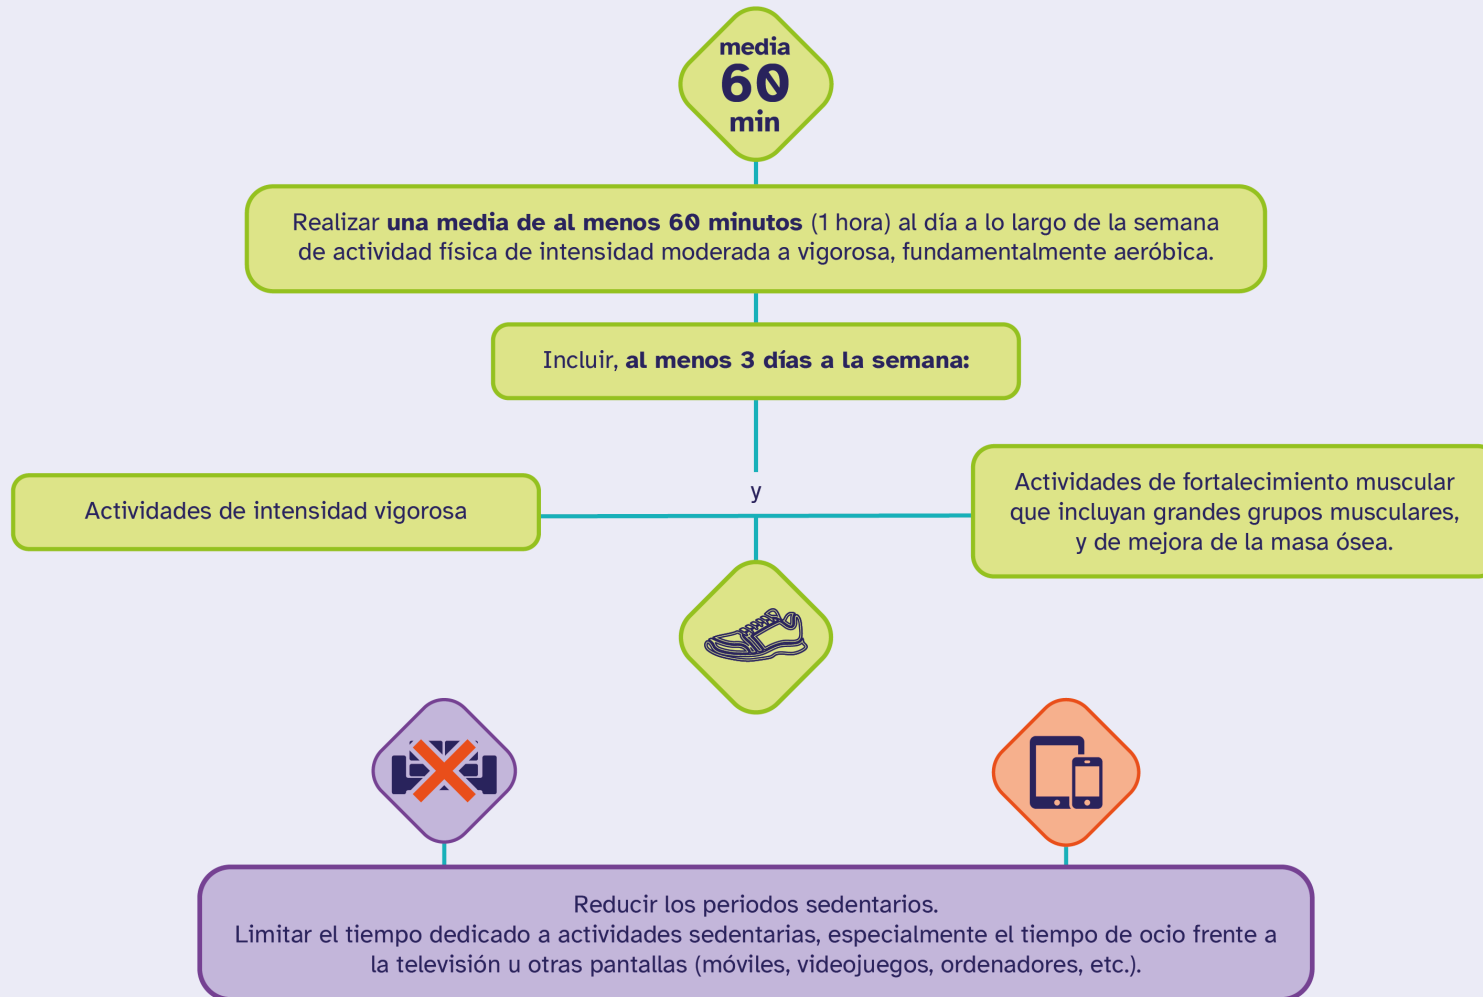 media
60
min
Realizar una media de al menos 60 minutos (1 hora) al día a lo largo de la semana
de actividad física de intensidad moderada a vigorosa, fundamentalmente aeróbica.
Incluir, al menos 3 días a la semana:
Actividades de intensidad vigorosa
y
Actividades de fortalecimiento muscular
que incluyan grandes grupos musculares,
y de mejora de la masa ósea.
Reducir los periodos sedentarios.
Limitar el tiempo dedicado a actividades sedentarias, especialmente el tiempo de ocio frente a
la televisión u otras pantallas (móviles, videojuegos, ordenadores, etc.).